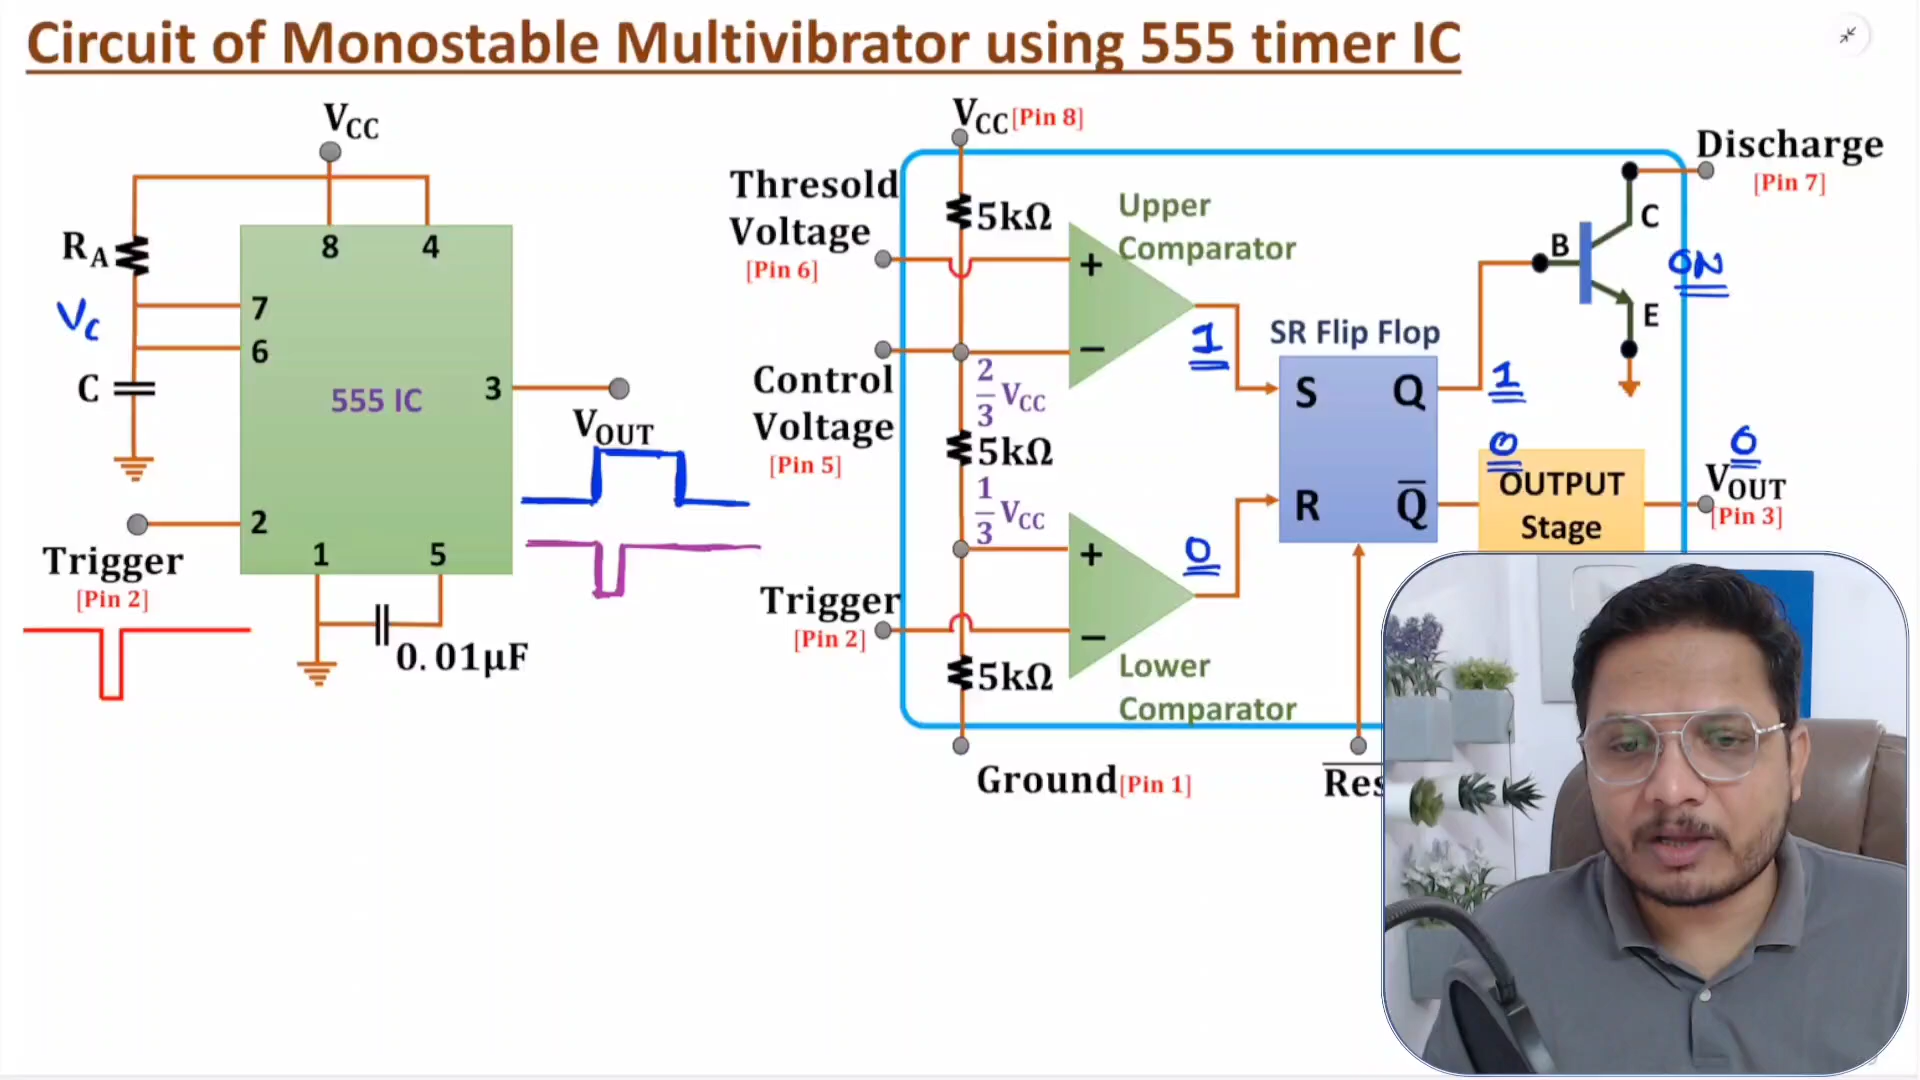 Circuit of Monostable Multivibrator using 555 timer IC
VCC
RA
8
4
VC
7
6
C
555 IC
3
VOUT
2
Trigger
[Pin 2]
1
5
0.01μF
VCC [Pin 8]
Discharge
[Pin 7]
Thresold
Voltage
[Pin 6]
5kΩ
Upper
Comparator
+
−
1
Control
Voltage
[Pin 5]
2/3 VCC
5kΩ
1/3 VCC
SR Flip Flop
S
Q
1
R
Q̅
0
B
C
E
ON
OUTPUT
Stage
0
VOUT
[Pin 3]
Trigger
[Pin 2]
+
−
0
5kΩ
Lower
Comparator
Ground [Pin 1]
Res